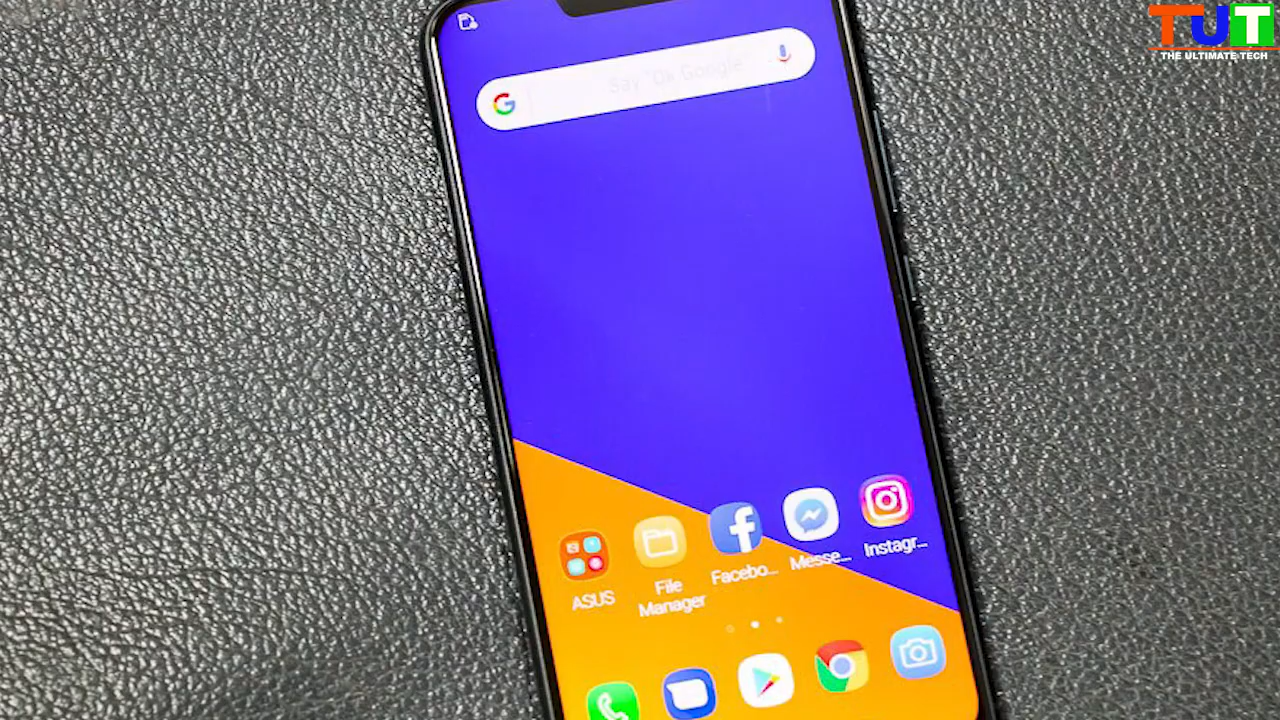 TUT
THE ULTIMATE TECH
Say "Ok Google
ASUS
File
Manager
Facebo...
Messe...
Instagr...